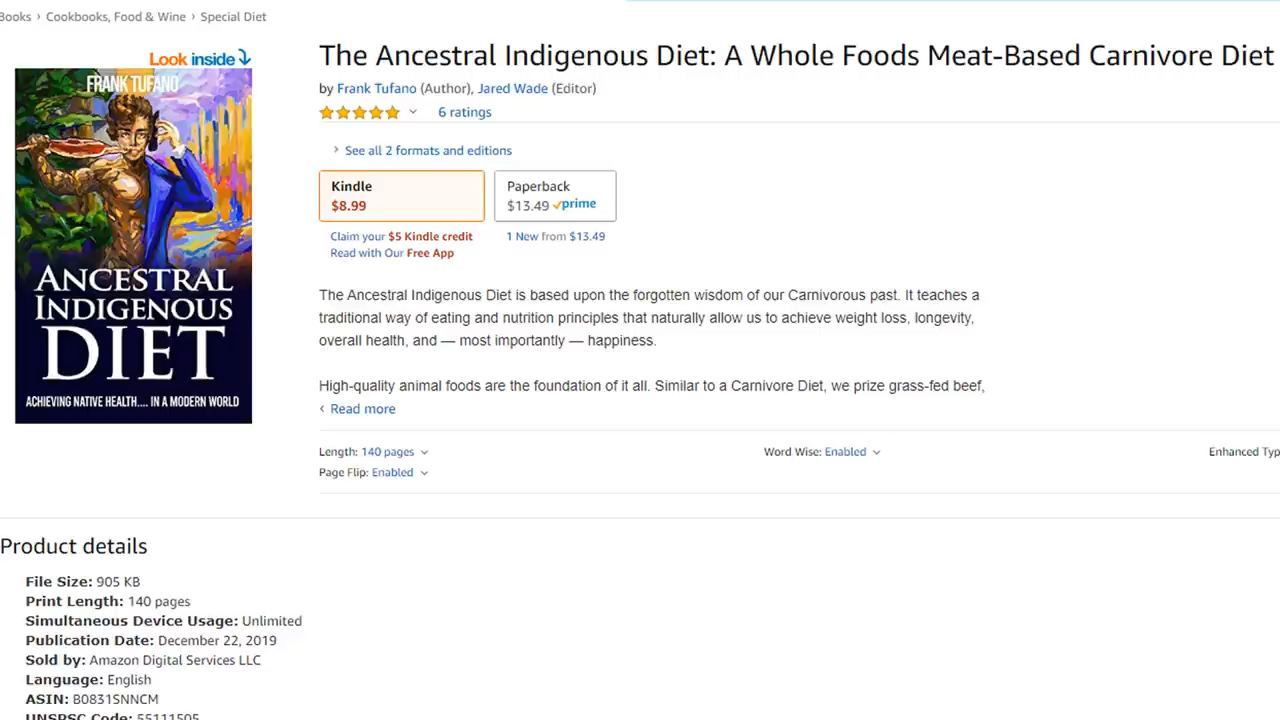 Books › Cookbooks, Food & Wine › Special Diet
Look inside
FRANK TUFANO
ANCESTRAL
INDIGENOUS
DIET
ACHIEVING NATIVE HEALTH.... IN A MODERN WORLD
The Ancestral Indigenous Diet: A Whole Foods Meat-Based Carnivore Diet
by Frank Tufano (Author), Jared Wade (Editor)
6 ratings
› See all 2 formats and editions
Kindle
$8.99
Paperback
$13.49 prime
Claim your $5 Kindle credit
Read with Our Free App
1 New from $13.49
The Ancestral Indigenous Diet is based upon the forgotten wisdom of our Carnivorous past. It teaches a
traditional way of eating and nutrition principles that naturally allow us to achieve weight loss, longevity,
overall health, and — most importantly — happiness.
High-quality animal foods are the foundation of it all. Similar to a Carnivore Diet, we prize grass-fed beef,
‹ Read more
Length: 140 pages
Word Wise: Enabled
Enhanced Typ
Page Flip: Enabled
Product details
File Size: 905 KB
Print Length: 140 pages
Simultaneous Device Usage: Unlimited
Publication Date: December 22, 2019
Sold by: Amazon Digital Services LLC
Language: English
ASIN: B0831SNNCM
UNSPSC Code: 55111505